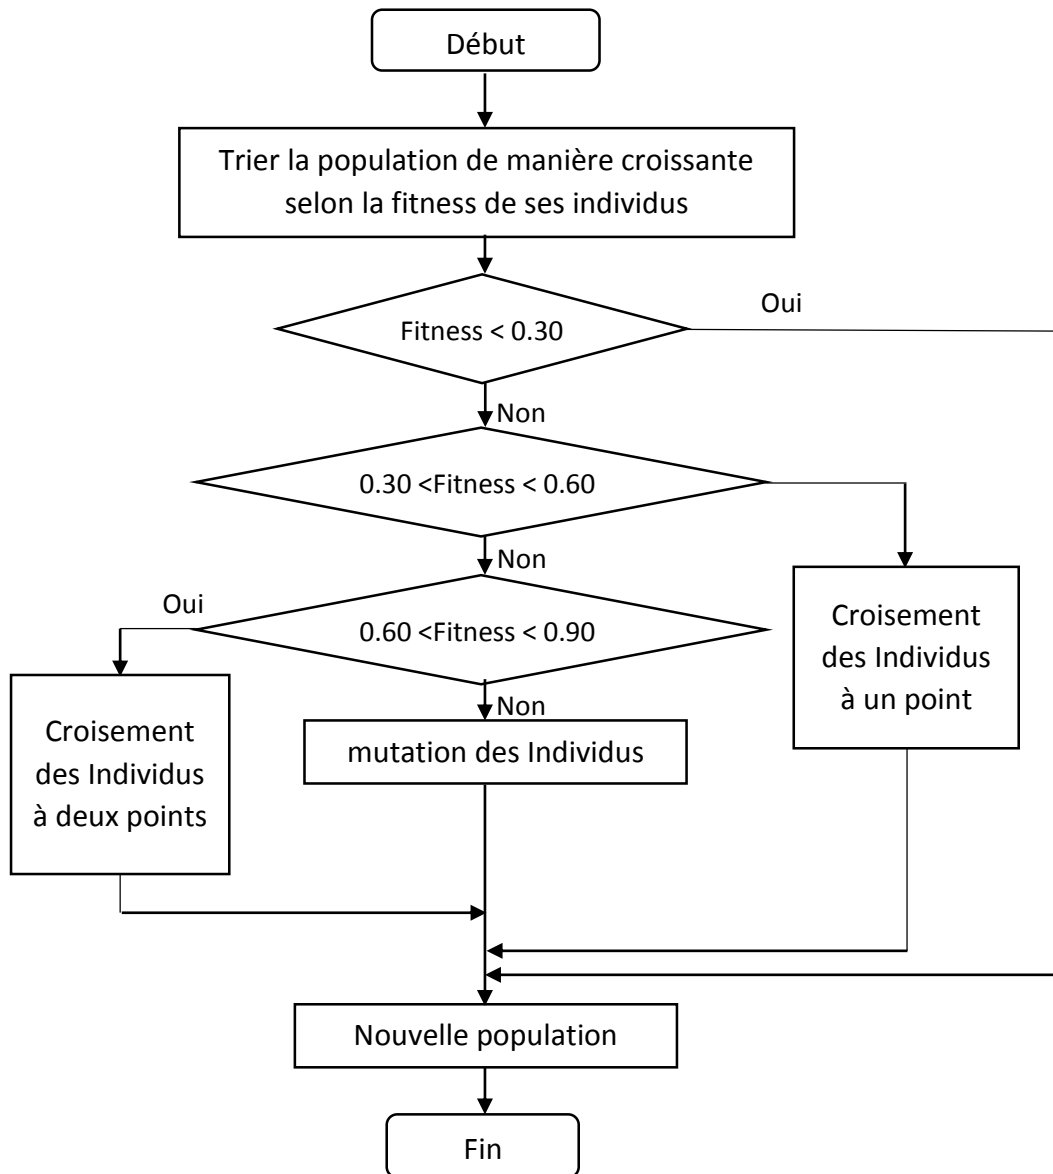 Début
Trier la population de manière croissante
selon la fitness de ses individus
Oui
Fitness < 0.30
Non
0.30 <Fitness < 0.60
Non
Oui
0.60 <Fitness < 0.90
Croisement
des Individus
à un point
Non
Croisement
des Individus
à deux points
mutation des Individus
Nouvelle population
Fin